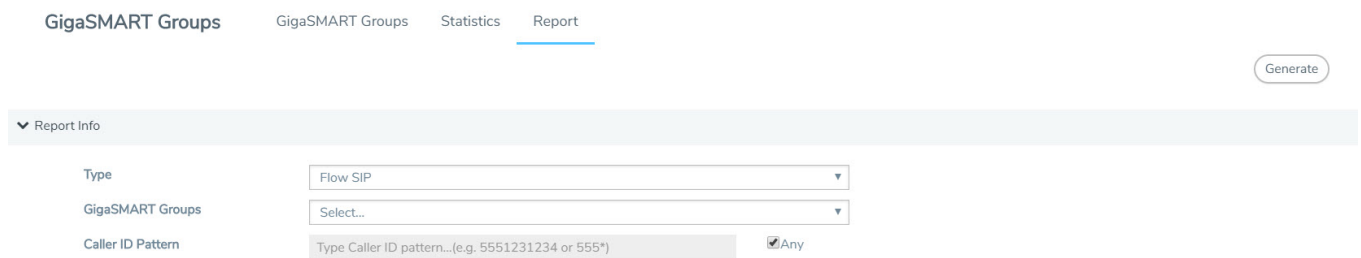 GigaSMART Groups GigaSMART Groups Statistics Report
Generate
Report Info
Type Flow SIP
GigaSMART Groups Select...
Caller ID Pattern Type Caller ID pattern...(e.g. 5551231234 or 555*) Any